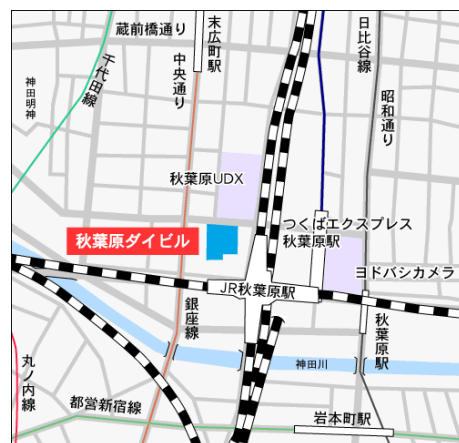 蔵前橋通り
末広町駅
日比谷線
千代田線
中央通り
神田明神
昭和通り
秋葉原UDX
つくばエクスプレス
秋葉原駅
秋葉原ダイビル
ヨドバシカメラ
JR秋葉原駅
銀座線
秋葉原駅
神田川
丸ノ内線
都営新宿線
岩本町駅